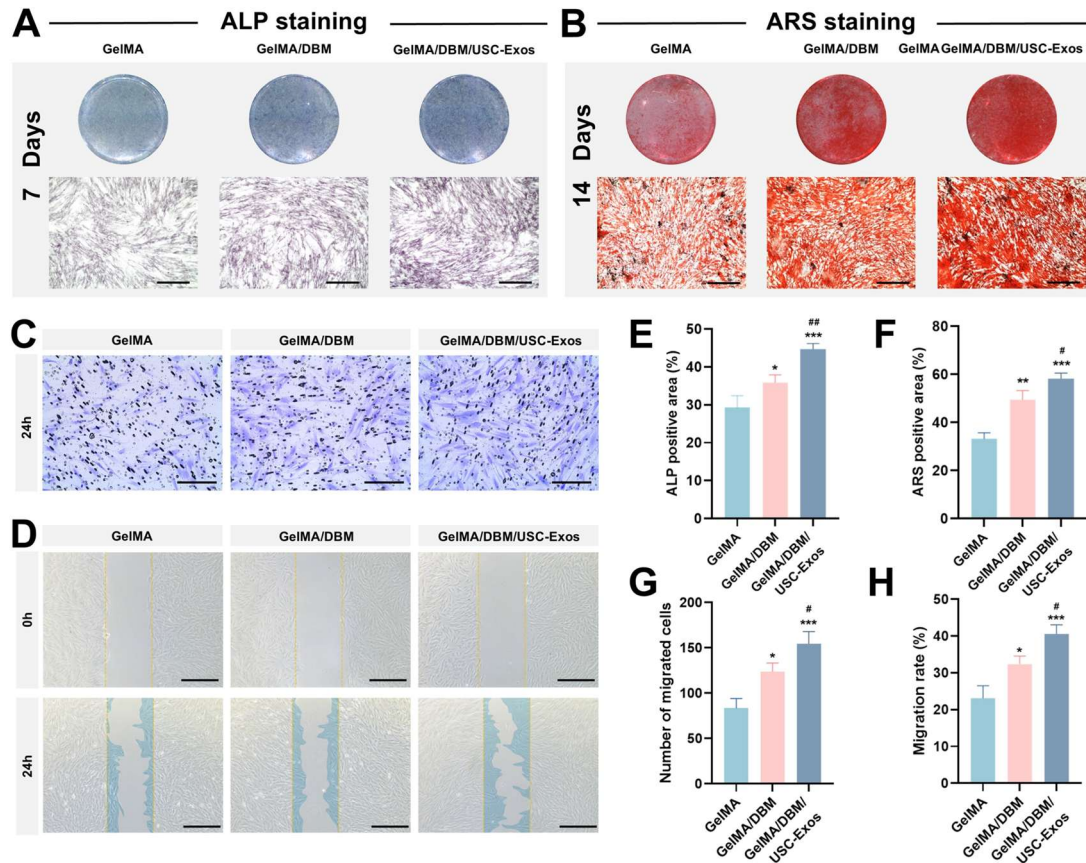 A
ALP staining
GelMA
GelMA/DBM
GelMA/DBM/USC-Exos
7 Days
B
ARS staining
GelMA
GelMA/DBM
GelMA GelMA/DBM/USC-Exos
14 Days
C
GelMA
GelMA/DBM
GelMA/DBM/USC-Exos
24h
D
GelMA
GelMA/DBM
GelMA/DBM/USC-Exos
0h
24h
E
ALP positive area (%)
50
40
30
20
10
0
*
##
***
GelMA
GelMA/DBM
GelMA/DBM/
USC-Exos
F
ARS positive area (%)
80
60
40
20
0
**
#
***
GelMA
GelMA/DBM
GelMA/DBM/
USC-Exos
G
Number of migrated cells
200
150
100
50
0
*
#
***
GelMA
GelMA/DBM
GelMA/DBM/
USC-Exos
H
Migration rate (%)
50
40
30
20
10
0
*
#
***
GelMA
GelMA/DBM
GelMA/DBM/
USC-Exos